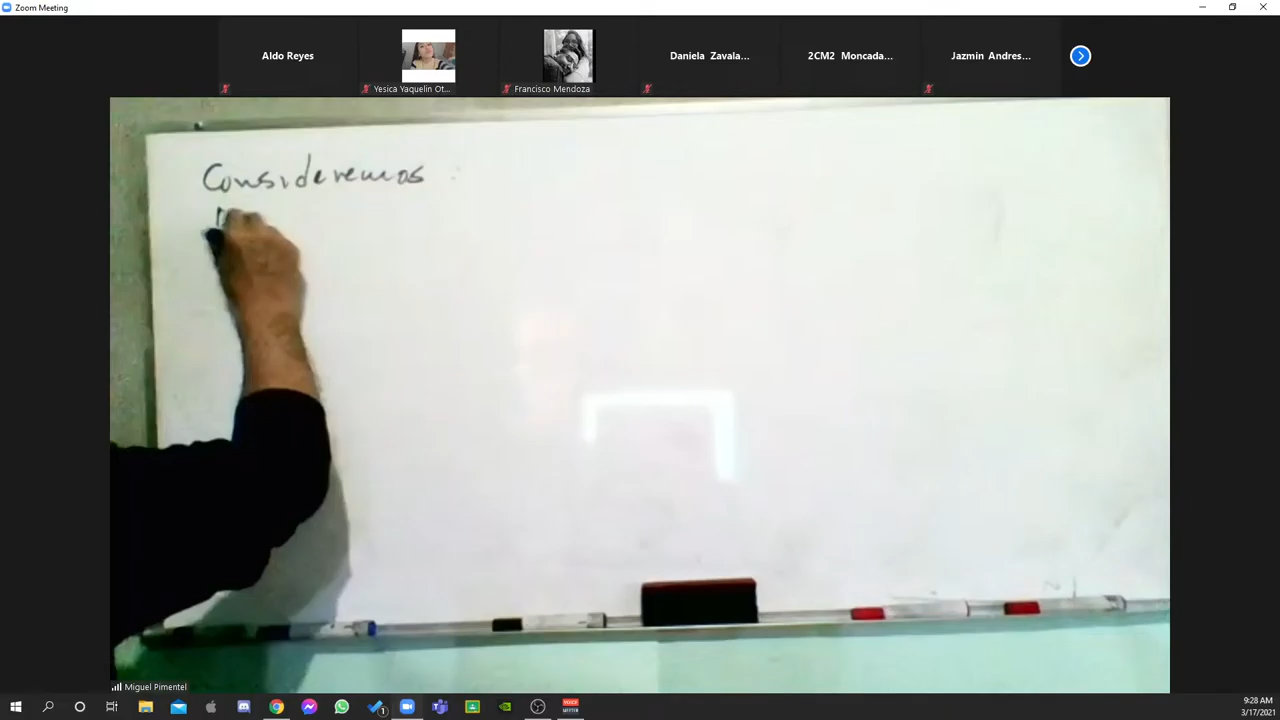 Zoom Meeting
Aldo Reyes
Yesica Yaquelin Ot...
Francisco Mendoza
Daniela Zavala...
2CM2 Moncada...
Jazmin Andres...
Consideremos :
Miguel Pimentel
9:28 AM
3/17/2021